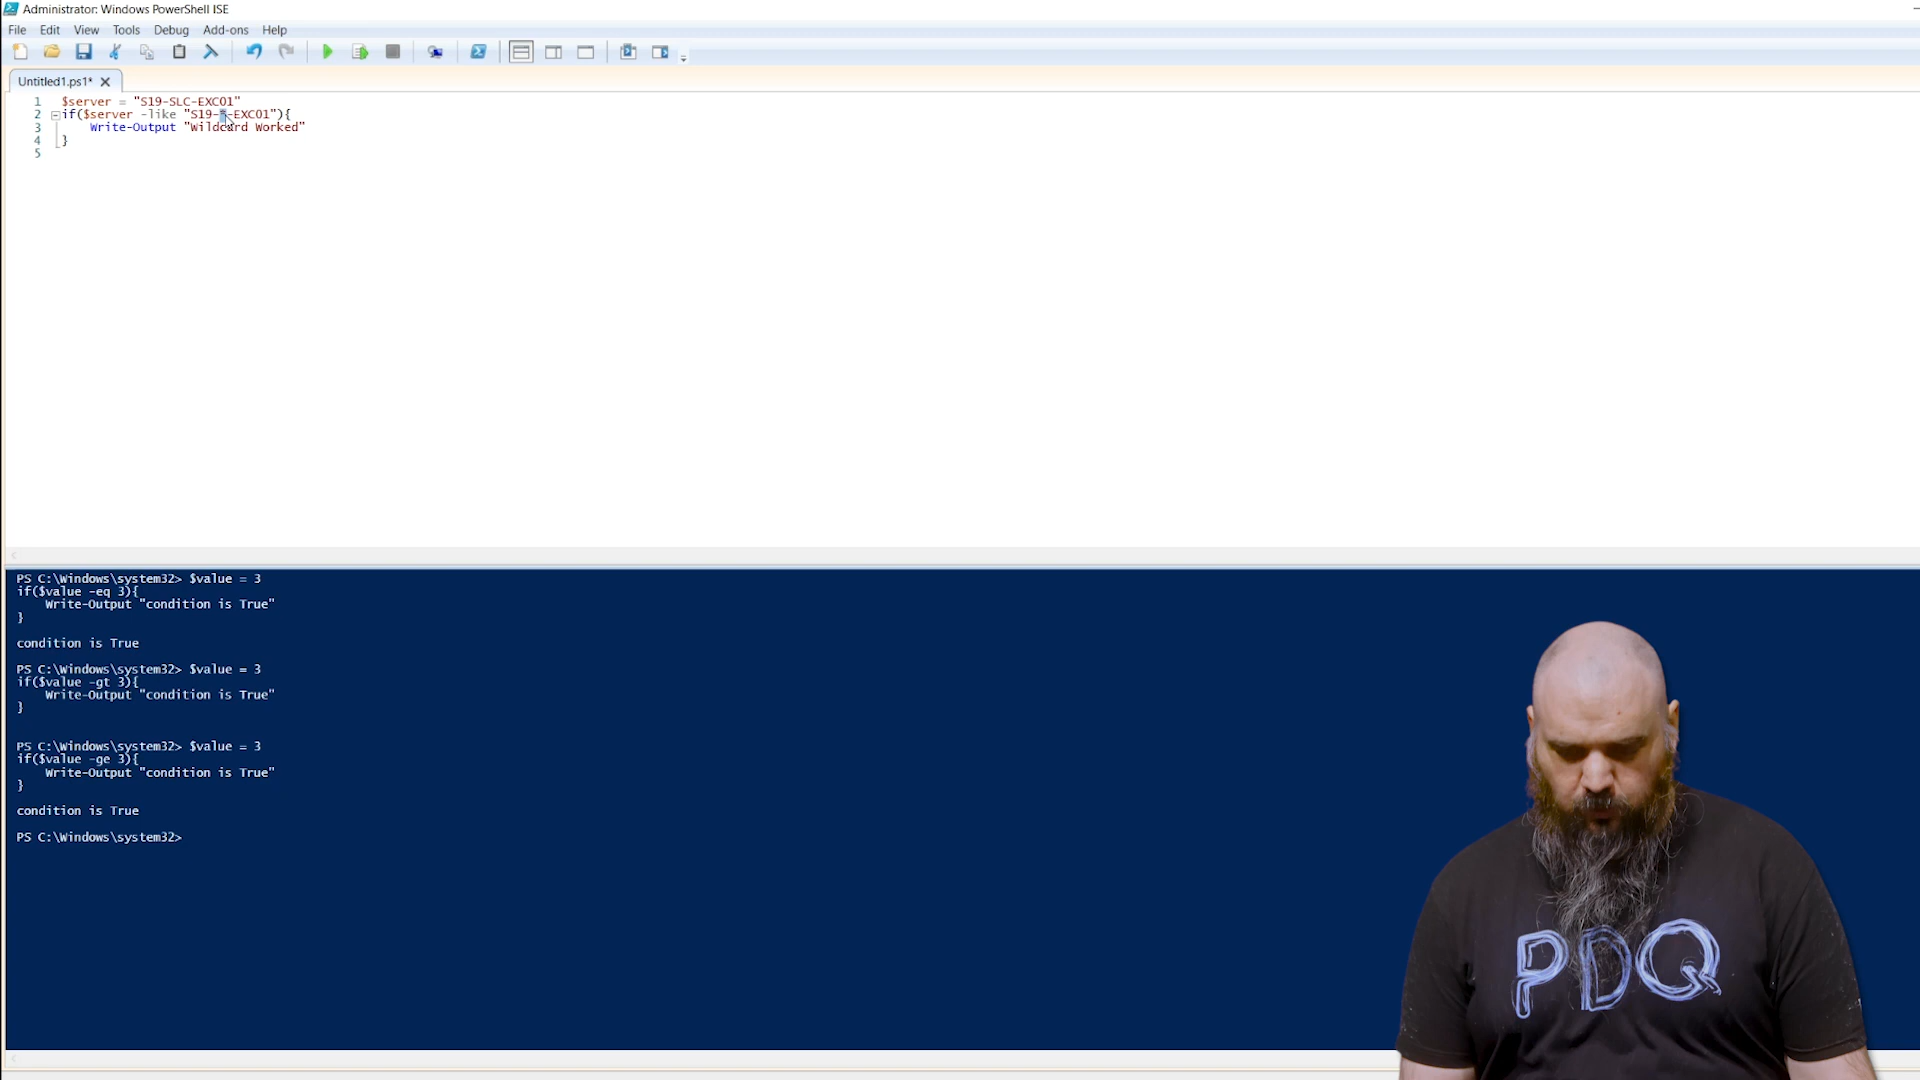 Administrator: Windows PowerShell ISE
File Edit View Tools Debug Add-ons Help
Untitled1.ps1*
1 $server = "S19-SLC-EXC01"
2 if($server -like "S19-*-EXC01"){
3 Write-Output "Wildcard Worked"
4 }
5
PS C:\Windows\system32> $value = 3
if($value -eq 3){
Write-Output "condition is True"
}
condition is True
PS C:\Windows\system32> $value = 3
if($value -gt 3){
Write-Output "condition is True"
}
PS C:\Windows\system32> $value = 3
if($value -ge 3){
Write-Output "condition is True"
}
condition is True
PS C:\Windows\system32>
PDQ